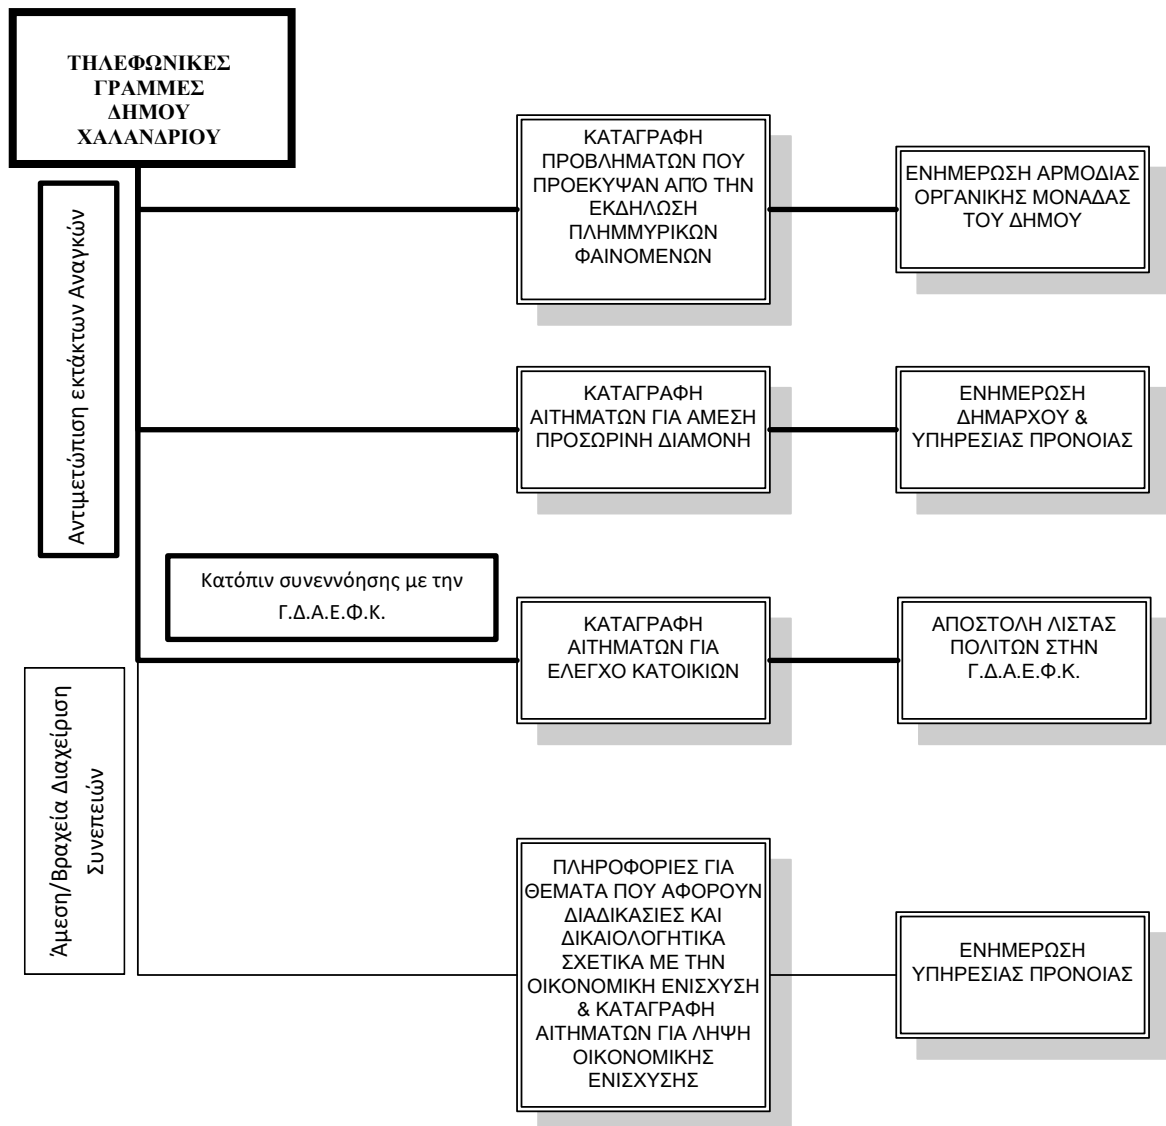 ΤΗΛΕΦΩΝΙΚΕΣ
ΓΡΑΜΜΕΣ
ΔΗΜΟΥ
ΧΑΛΑΝΔΡΙΟΥ
Αντιμετώπιση εκτάκτων Αναγκών
ΚΑΤΑΓΡΑΦΗ
ΠΡΟΒΛΗΜΑΤΩΝ ΠΟΥ
ΠΡΟΕΚΥΨΑΝ ΑΠΌ ΤΗΝ
ΕΚΔΗΛΩΣΗ
ΠΛΗΜΜΥΡΙΚΩΝ
ΦΑΙΝΟΜΕΝΩΝ
ΕΝΗΜΕΡΩΣΗ ΑΡΜΟΔΙΑΣ
ΟΡΓΑΝΙΚΗΣ ΜΟΝΑΔΑΣ
ΤΟΥ ΔΗΜΟΥ
ΚΑΤΑΓΡΑΦΗ
ΑΙΤΗΜΑΤΩΝ ΓΙΑ ΑΜΕΣΗ
ΠΡΟΣΩΡΙΝΗ ΔΙΑΜΟΝΗ
ΕΝΗΜΕΡΩΣΗ
ΔΗΜΑΡΧΟΥ &
ΥΠΗΡΕΣΙΑΣ ΠΡΟΝΟΙΑΣ
Κατόπιν συνεννόησης με την
Γ.Δ.Α.Ε.Φ.Κ.
ΚΑΤΑΓΡΑΦΗ
ΑΙΤΗΜΑΤΩΝ ΓΙΑ
ΕΛΕΓΧΟ ΚΑΤΟΙΚΙΩΝ
ΑΠΟΣΤΟΛΗ ΛΙΣΤΑΣ
ΠΟΛΙΤΩΝ ΣΤΗΝ
Γ.Δ.Α.Ε.Φ.Κ.
Άμεση/Βραχεία Διαχείριση
Συνεπειών
ΠΛΗΡΟΦΟΡΙΕΣ ΓΙΑ
ΘΕΜΑΤΑ ΠΟΥ ΑΦΟΡΟΥΝ
ΔΙΑΔΙΚΑΣΙΕΣ ΚΑΙ
ΔΙΚΑΙΟΛΟΓΗΤΙΚΑ
ΣΧΕΤΙΚΑ ΜΕ ΤΗΝ
ΟΙΚΟΝΟΜΙΚΗ ΕΝΙΣΧΥΣΗ
& ΚΑΤΑΓΡΑΦΗ
ΑΙΤΗΜΑΤΩΝ ΓΙΑ ΛΗΨΗ
ΟΙΚΟΝΟΜΙΚΗΣ
ΕΝΙΣΧΥΣΗΣ
ΕΝΗΜΕΡΩΣΗ
ΥΠΗΡΕΣΙΑΣ ΠΡΟΝΟΙΑΣ